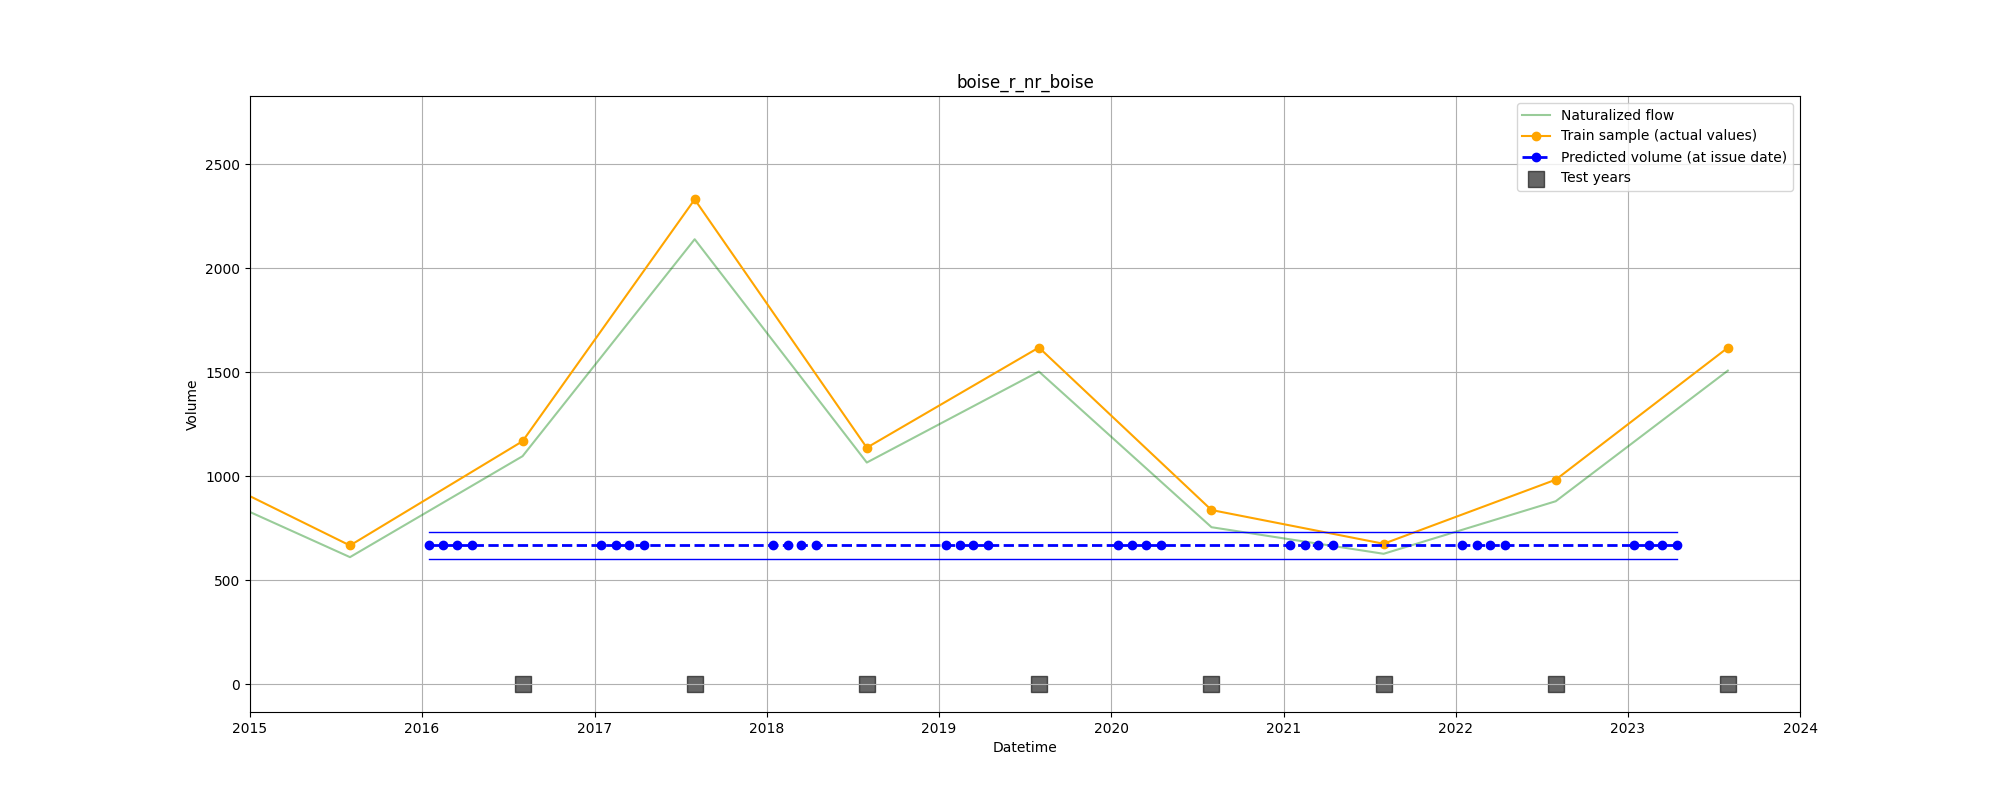 boise_r_nr_boise
Naturalized flow
Train sample (actual values)
Predicted volume (at issue date)
Test years
Volume
2500
2000
1500
1000
500
0
2015 2016 2017 2018 2019 2020 2021 2022 2023 2024
Datetime